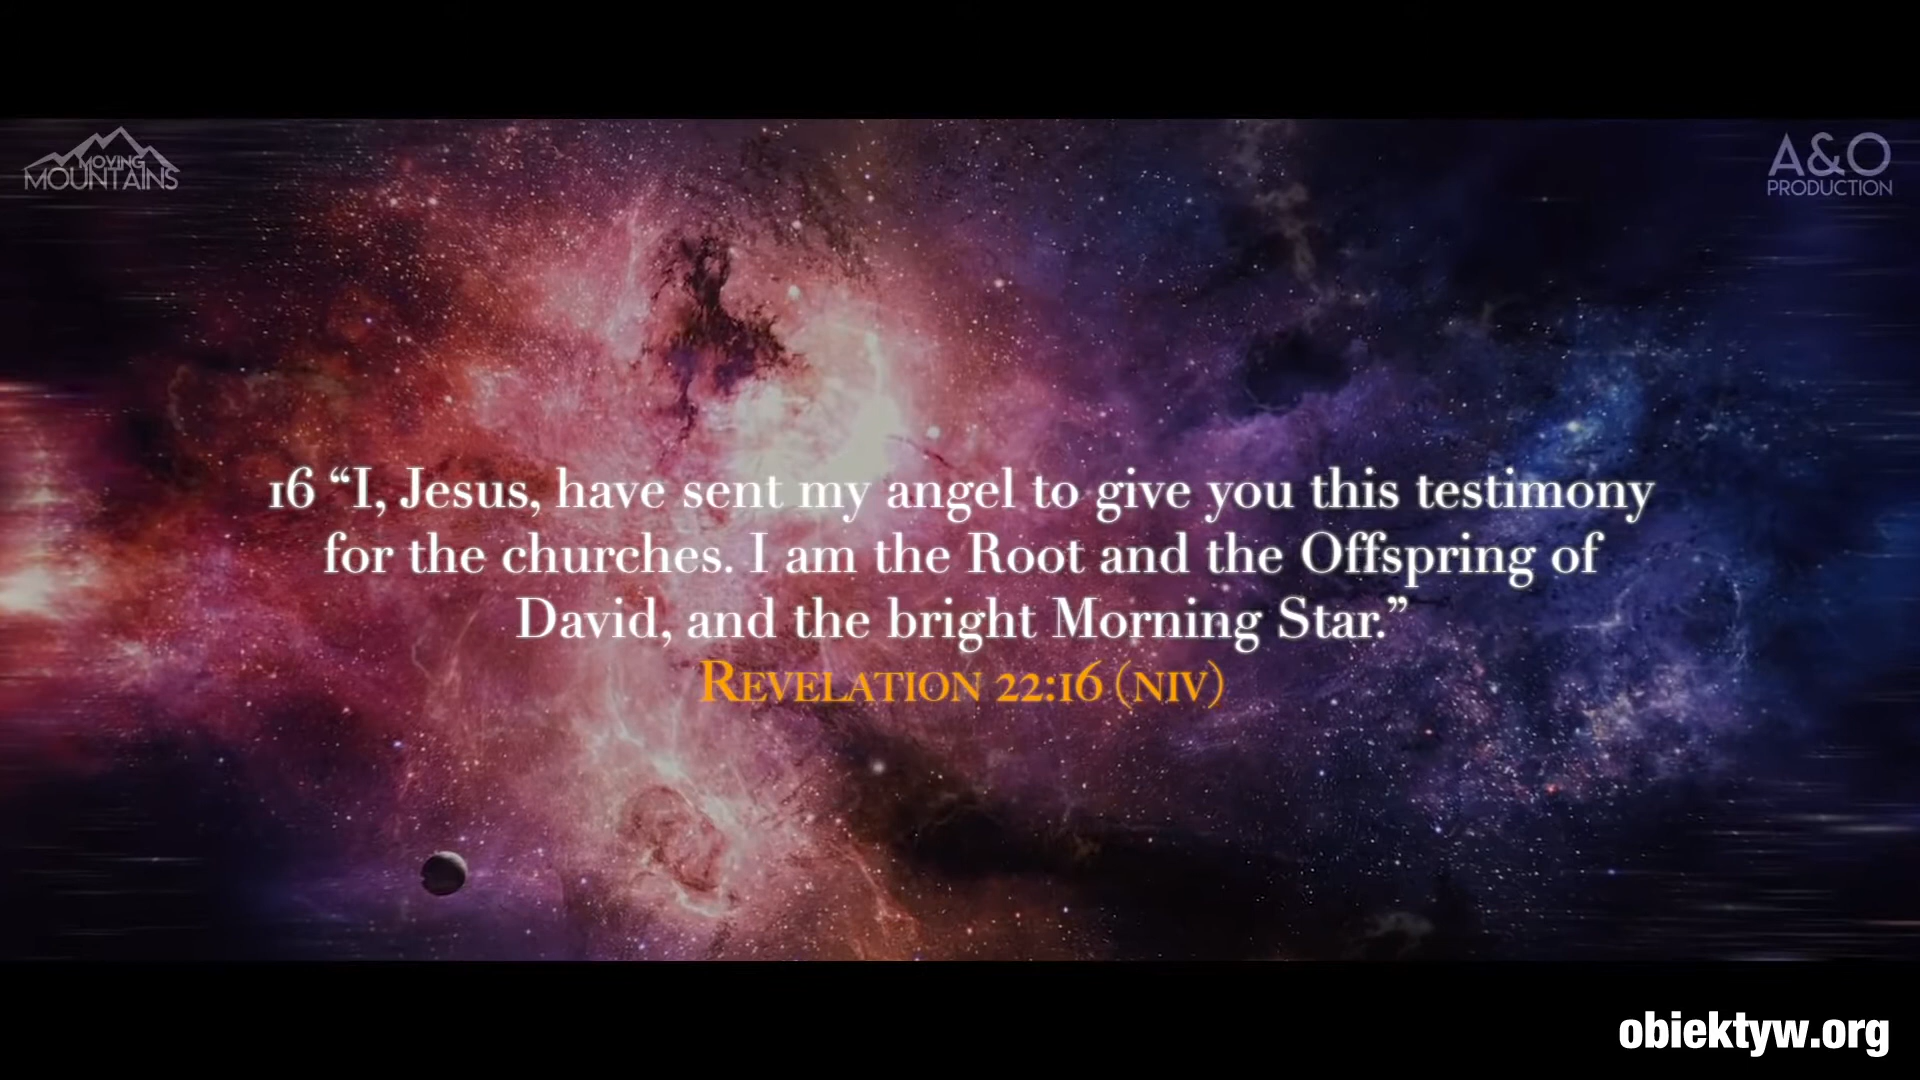 MOVING
MOUNTAINS
A&O
PRODUCTION
16 “I, Jesus, have sent my angel to give you this testimony
for the churches. I am the Root and the Offspring of
David, and the bright Morning Star.”
REVELATION 22:16 (NIV)
obiektyw.org